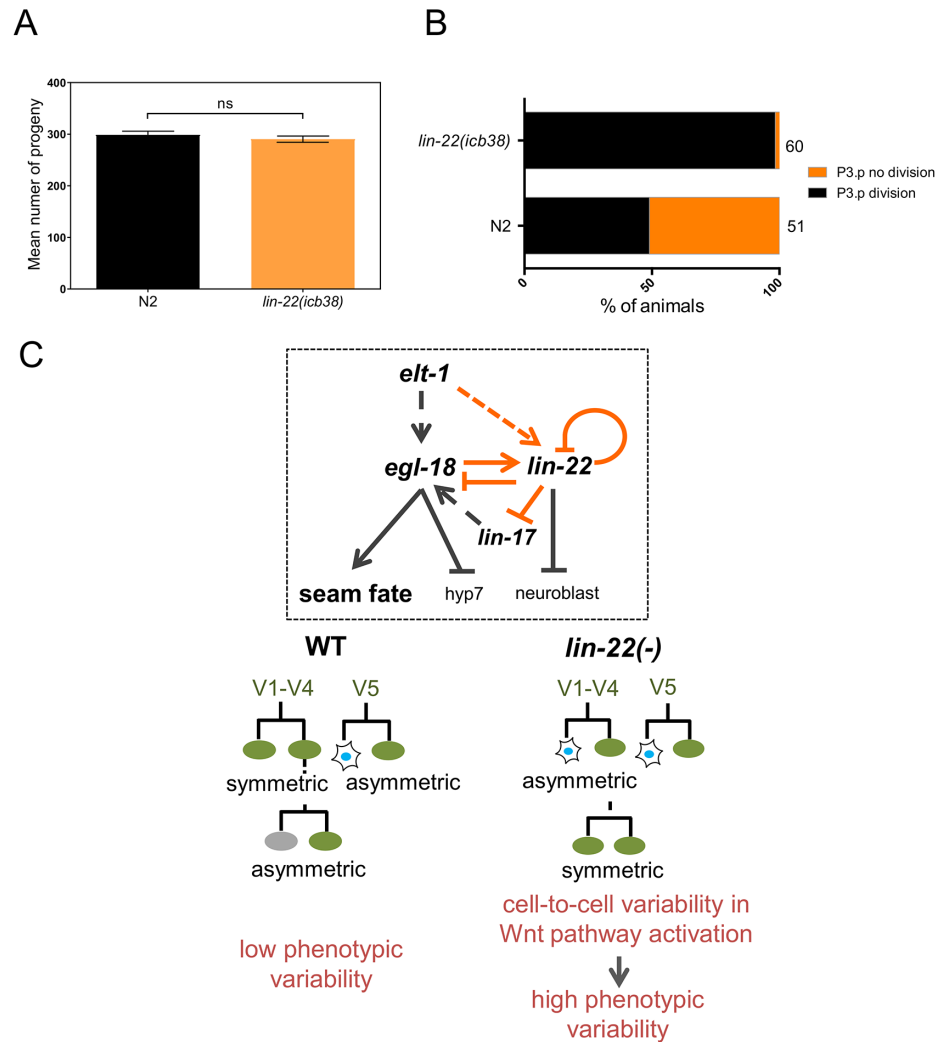 A
400
300
200
100
0
Mean numer of progeny
ns
N2
lin-22(icb38)
B
lin-22(icb38)
60
N2
51
0
50
100
% of animals
P3.p no division
P3.p division
C
elt-1
egl-18
lin-22
lin-17
seam fate
hyp7
neuroblast
WT
V1-V4
V5
symmetric
asymmetric
asymmetric
low phenotypic
variability
lin-22(-)
V1-V4
V5
asymmetric
symmetric
cell-to-cell variability in
Wnt pathway activation
high phenotypic
variability